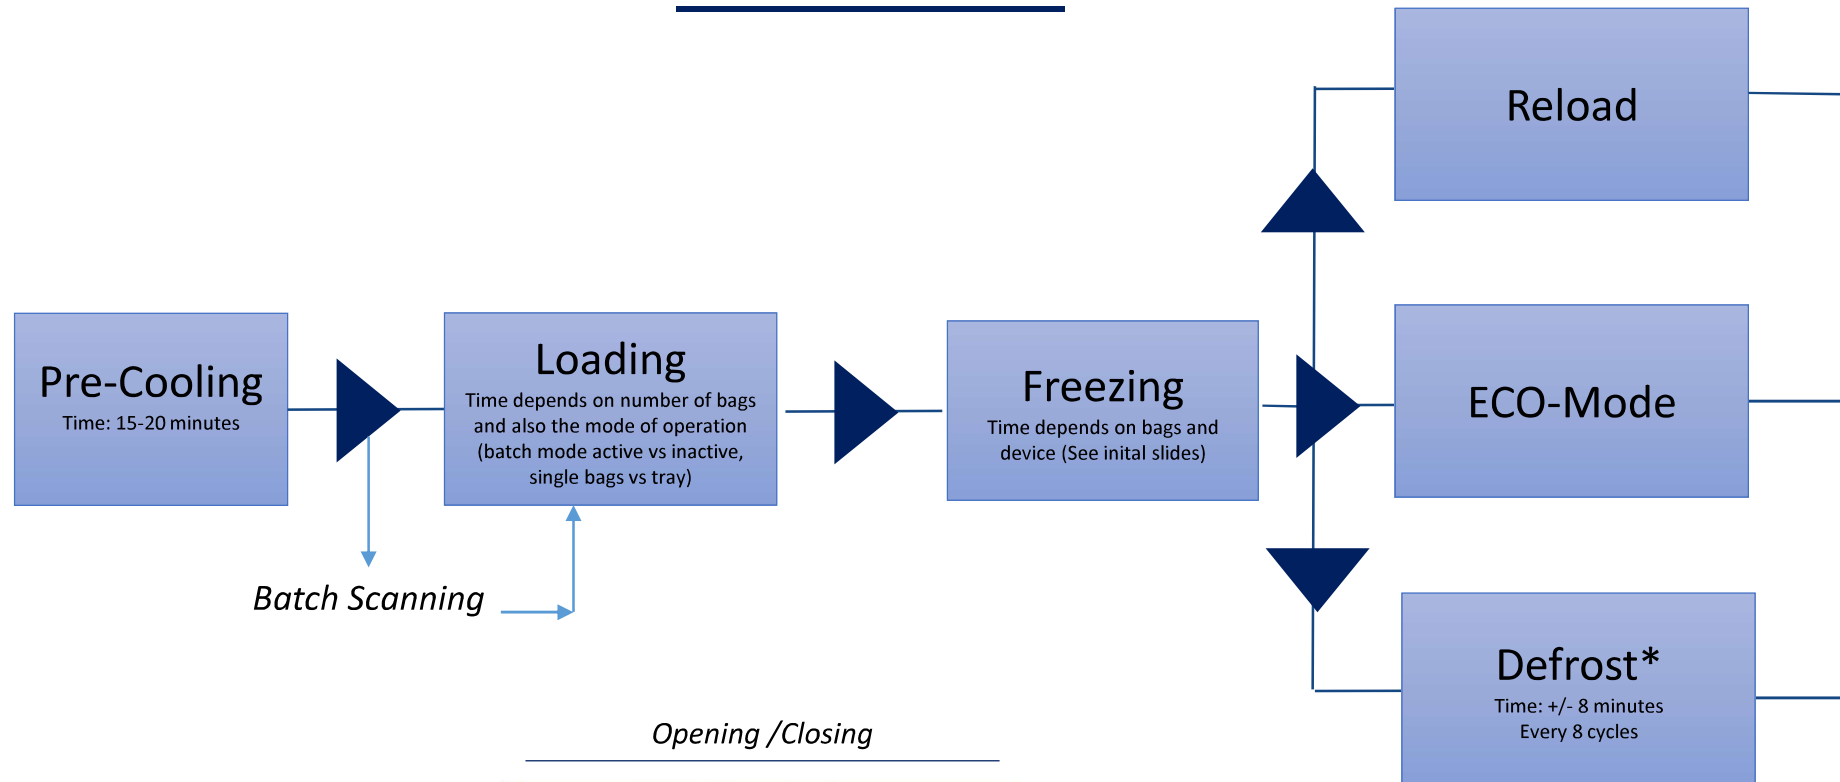 Reload
Pre-Cooling
Time: 15-20 minutes
Loading
Time depends on number of bags
and also the mode of operation
(batch mode active vs inactive,
single bags vs tray)
Freezing
Time depends on bags and
device (See inital slides)
ECO-Mode
Batch Scanning
Defrost*
Time: +/- 8 minutes
Every 8 cycles
Opening /Closing